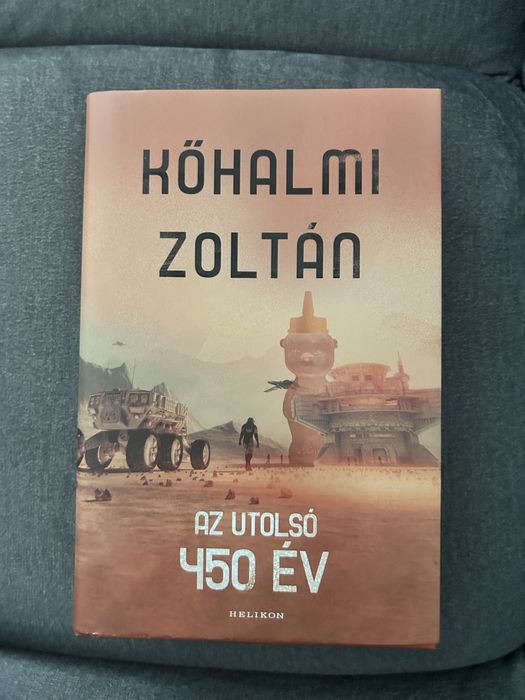 KŐHALMI
ZOLTÁN
AZ UTOLSÓ
450 ÉV
HELIKON